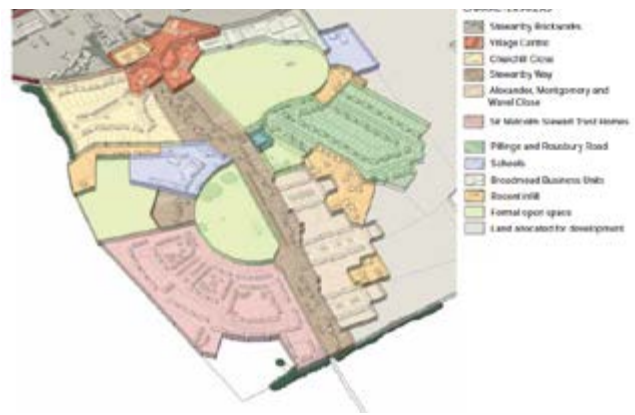 Stewartby Brickworks
Village Centre
Churchill Close
Stewartby Way
Alexander, Montgomery and
Wavel Close
Sir Malcolm Stewart Trust Homes
Pillinge and Rousbury Road
Schools
Broadmead Business Units
Recent infill
Formal open space
Land allocated for development